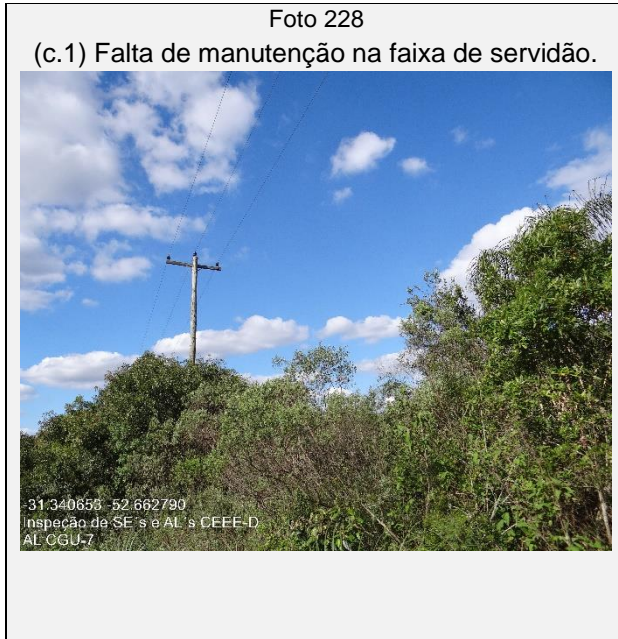 Foto 228
(c.1) Falta de manutenção na faixa de servidão.
-31.340653 -52.662790
Inspeção de SE´s e AL´s CEEE-D
AL CGU-7